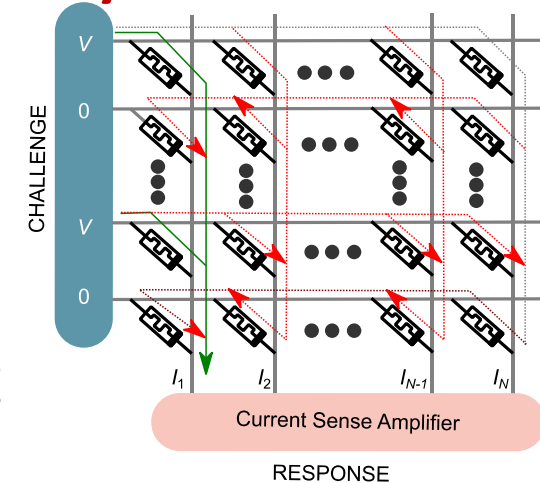 CHALLENGE
V
0
V
0
I1 I2 IN-1 IN
Current Sense Amplifier
RESPONSE